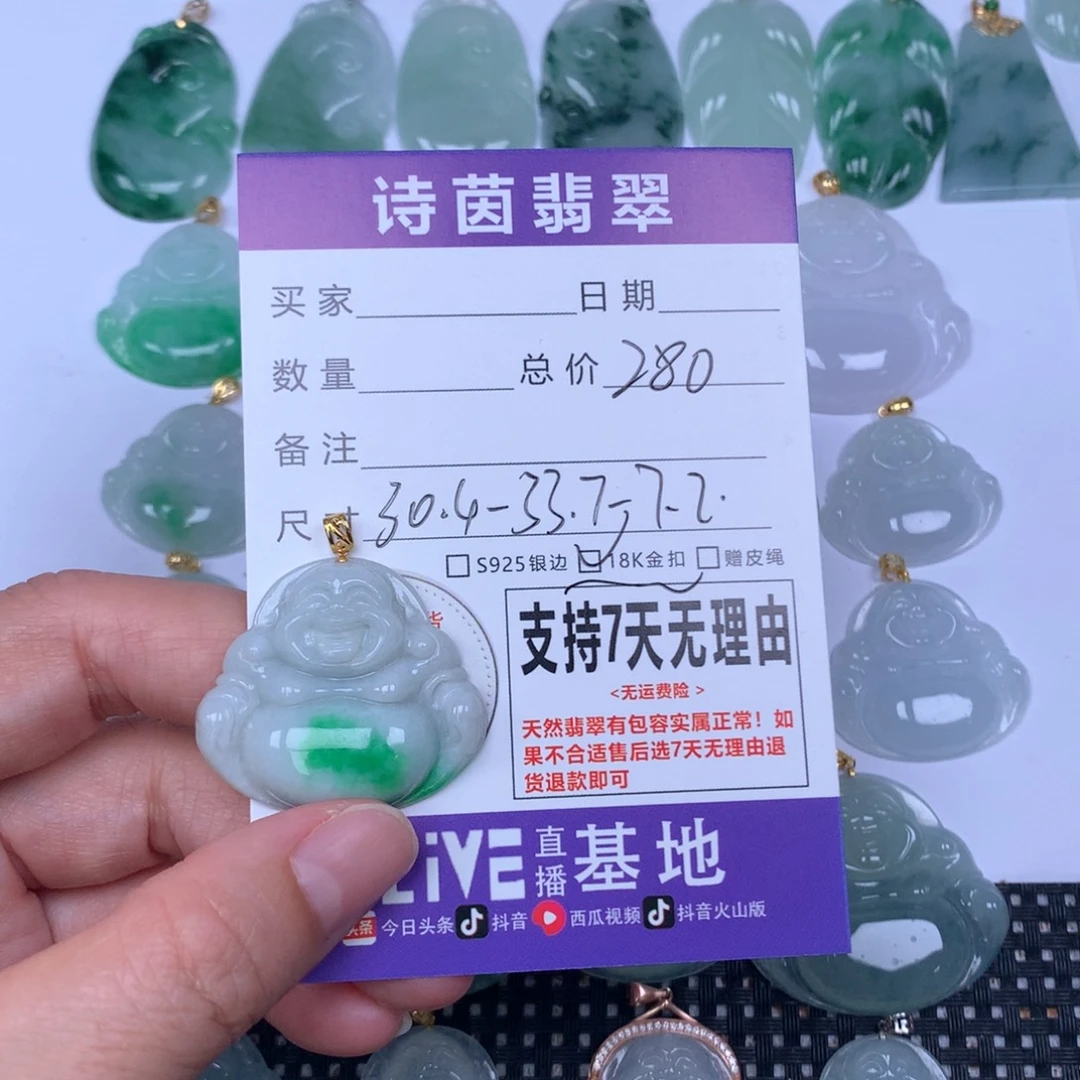 诗茵翡翠
买家 日期
数量 总价 280
备注
尺寸 30.4-33.7-7.2
S925银边 18K金扣 赠皮绳
货
支持7天无理由
<无运费险>
天然翡翠有包容实属正常！如
果不合适售后选7天无理由退
货退款即可
LiVE 直播 基地
头条 今日头条 抖音 西瓜视频 抖音火山版